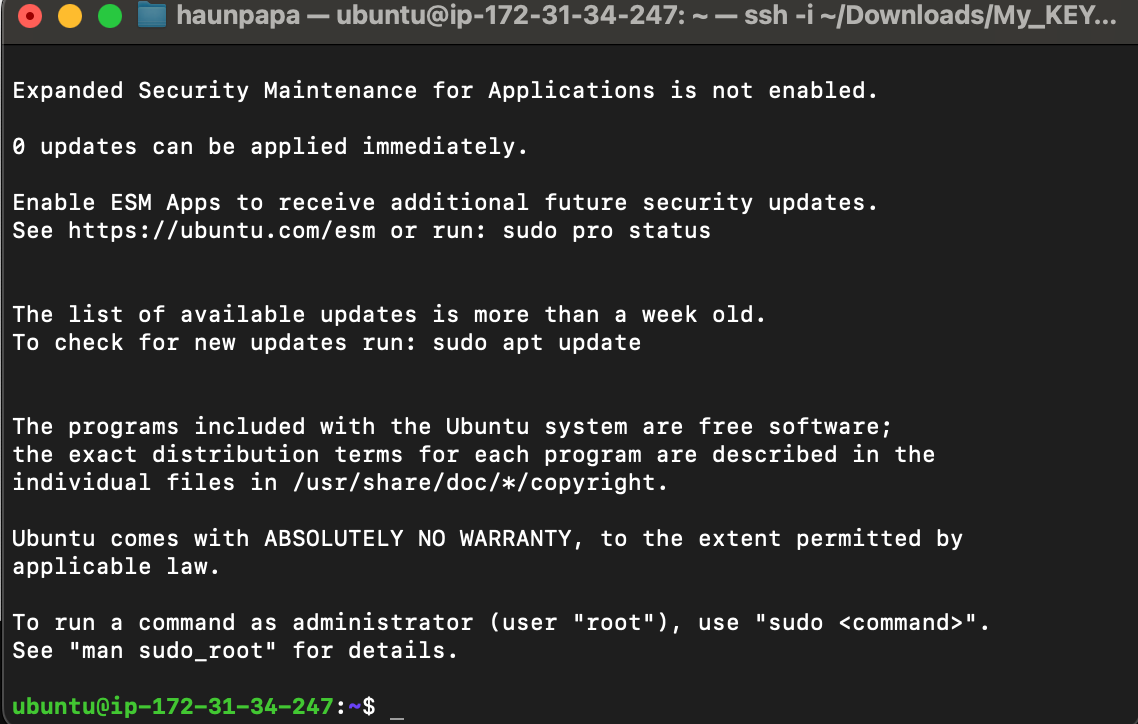 haunpapa — ubuntu@ip-172-31-34-247: ~ — ssh -i ~/Downloads/My_KEY...
Expanded Security Maintenance for Applications is not enabled.
0 updates can be applied immediately.
Enable ESM Apps to receive additional future security updates.
See https://ubuntu.com/esm or run: sudo pro status
The list of available updates is more than a week old.
To check for new updates run: sudo apt update
The programs included with the Ubuntu system are free software;
the exact distribution terms for each program are described in the
individual files in /usr/share/doc/*/copyright.
Ubuntu comes with ABSOLUTELY NO WARRANTY, to the extent permitted by
applicable law.
To run a command as administrator (user "root"), use "sudo <command>".
See "man sudo_root" for details.
ubuntu@ip-172-31-34-247:~$ _